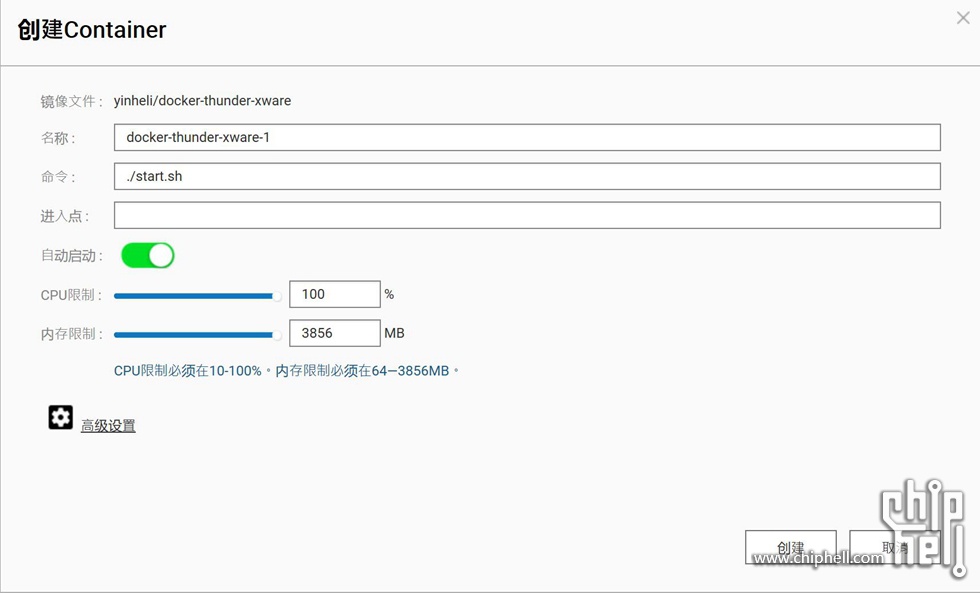 创建Container
镜像文件： yinheli/docker-thunder-xware
名称： docker-thunder-xware-1
命令： ./start.sh
进入点：
自动启动：
CPU限制： 100 %
内存限制： 3856 MB
CPU限制必须在10-100%。内存限制必须在64—3856MB。
高级设置
创建 取消
www.chiphell.com
chip hell